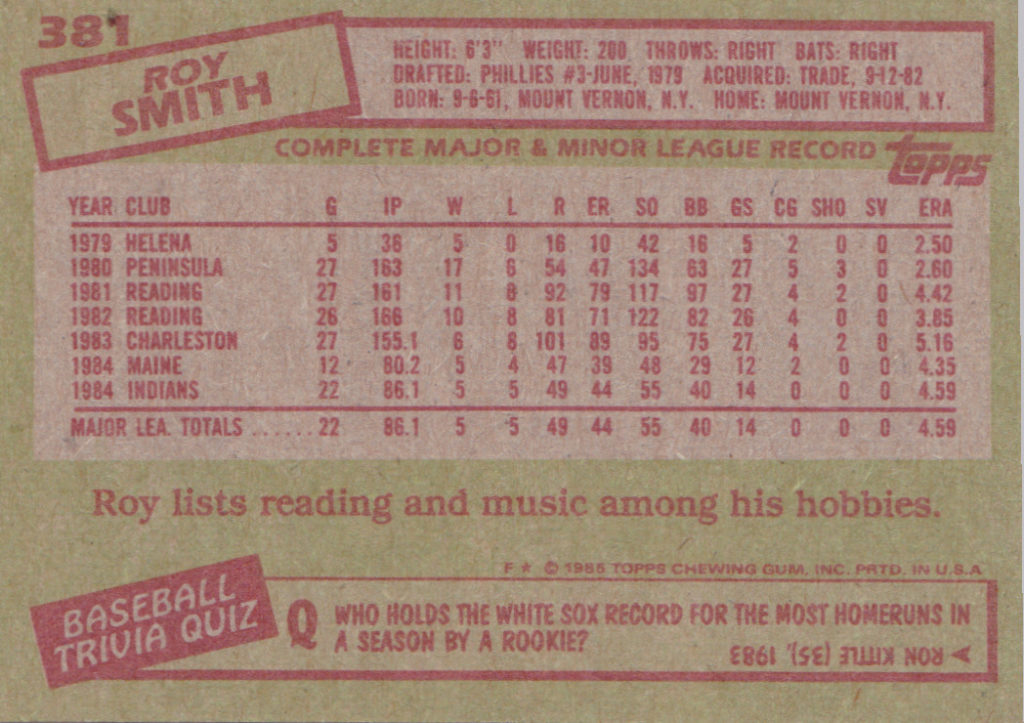 381
ROY
SMITH
HEIGHT: 6'3" WEIGHT: 200 THROWS: RIGHT BATS: RIGHT
DRAFTED: PHILLIES #3-JUNE, 1979 ACQUIRED: TRADE, 9-12-82
BORN: 9-6-61, MOUNT VERNON, N.Y. HOME: MOUNT VERNON, N.Y.
COMPLETE MAJOR & MINOR LEAGUE RECORD topps
YEAR CLUB G IP W L R ER SO BB GS CG SHO SV ERA
1979 HELENA 5 36 5 0 16 10 42 16 5 2 0 0 2.50
1980 PENINSULA 27 163 17 6 54 47 134 63 27 5 3 0 2.60
1981 READING 27 161 11 8 92 79 117 97 27 4 2 0 4.42
1982 READING 26 166 10 8 81 71 122 82 26 4 0 0 3.85
1983 CHARLESTON 27 155.1 6 8 101 89 95 75 27 4 2 0 5.16
1984 MAINE 12 80.2 5 4 47 39 48 29 12 2 0 0 4.35
1984 INDIANS 22 86.1 5 5 49 44 55 40 14 0 0 0 4.59
MAJOR LEA. TOTALS ...... 22 86.1 5 5 49 44 55 40 14 0 0 0 4.59
Roy lists reading and music among his hobbies.
F ★ © 1985 TOPPS CHEWING GUM, INC. PRTD. IN U.S.A
BASEBALL
TRIVIA QUIZ
Q WHO HOLDS THE WHITE SOX RECORD FOR THE MOST HOMERUNS IN
A SEASON BY A ROOKIE?
A RON KITTLE (35), 1983